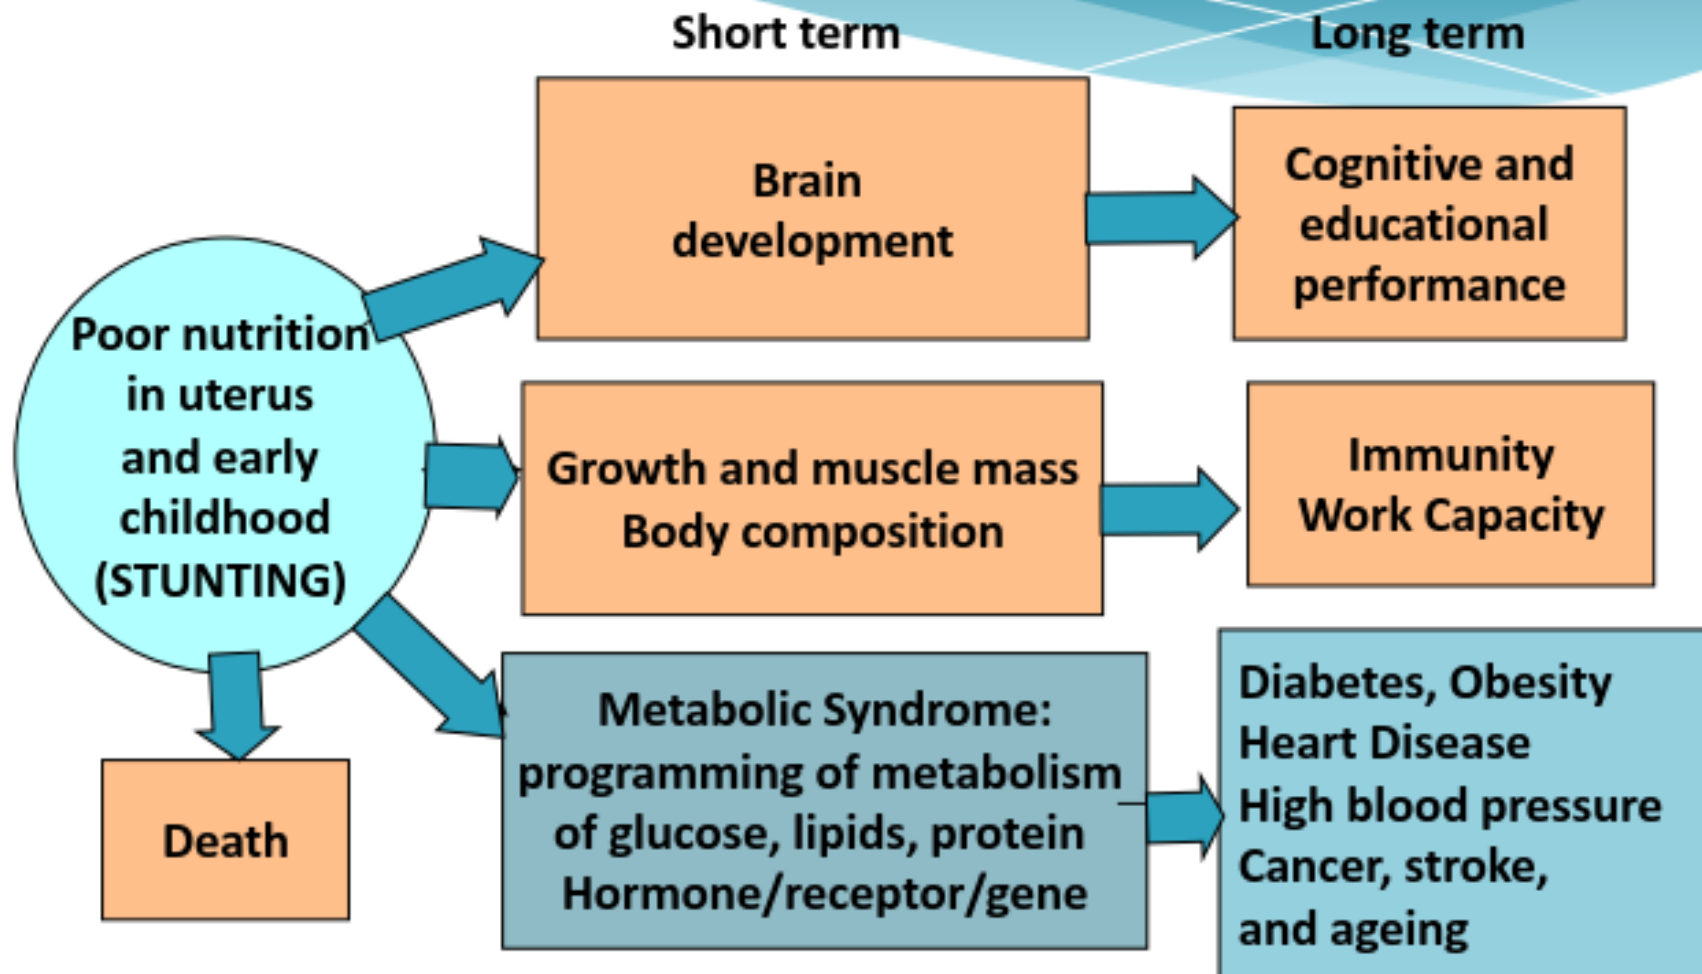 Short term
Long term
Poor nutrition
in uterus
and early
childhood
(STUNTING)
Brain
development
Cognitive and
educational
performance
Growth and muscle mass
Body composition
Immunity
Work Capacity
Metabolic Syndrome:
programming of metabolism
of glucose, lipids, protein
Hormone/receptor/gene
Diabetes, Obesity
Heart Disease
High blood pressure
Cancer, stroke,
and ageing
Death